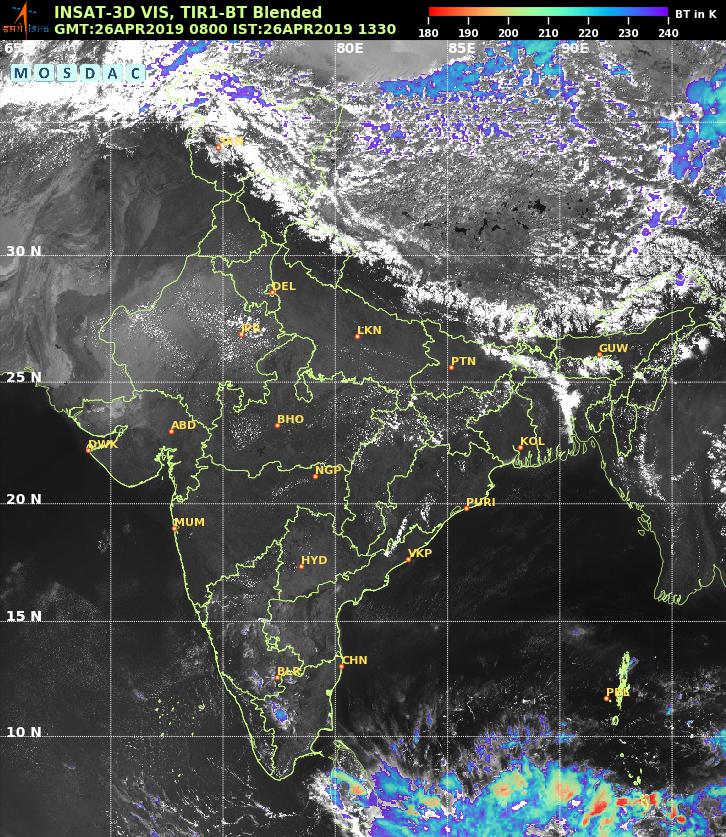 INSAT-3D VIS, TIR1-BT Blended
GMT:26APR2019 0800 IST:26APR2019 1330
BT in K
180 190 200 210 220 230 240
75E 80E 85E 90E
MOSDAC
SRN
30 N
DEL
JPR
LKN
GUW
PTN
25 N
ABD
BHO
DWK
KOL
NGP
20 N
PURI
MUM
VKP
HYD
15 N
CHN
BLR
PBL
10 N